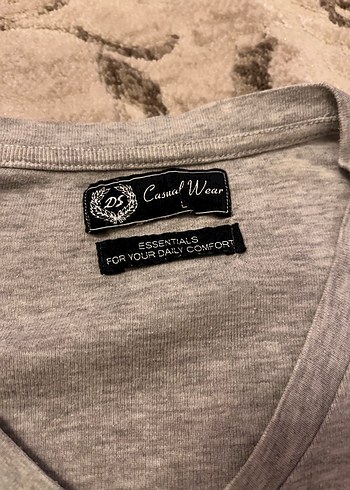 DS Casual Wear
L
ESSENTIALS
FOR YOUR DAILY COMFORT